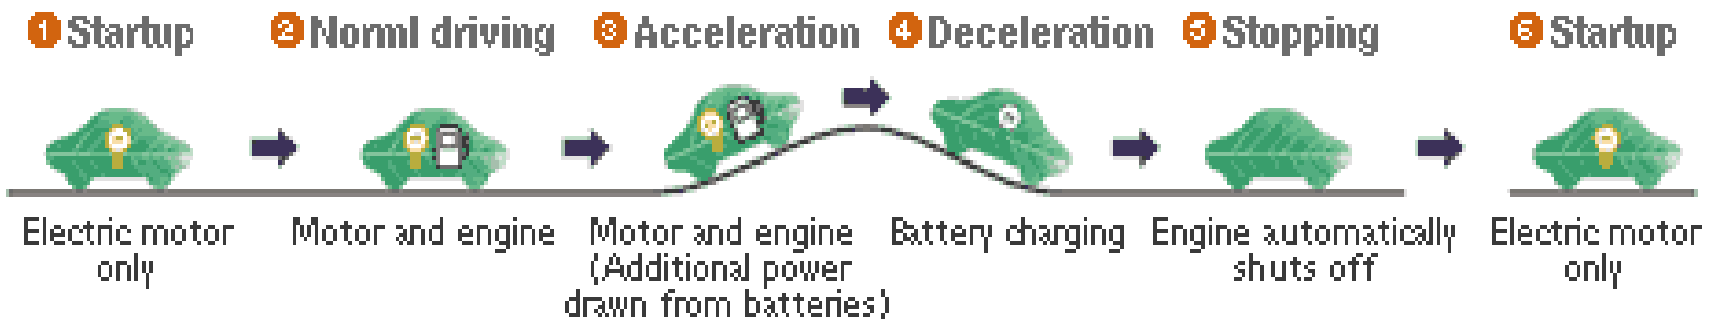 1 Startup
2 Norml driving
3 Acceleration
4 Deceleration
5 Stopping
6 Startup
Electric motor
only
Motor and engine
Motor and engine
(Additional power
drawn from batteries)
Battery charging
Engine automatically
shuts off
Electric motor
only